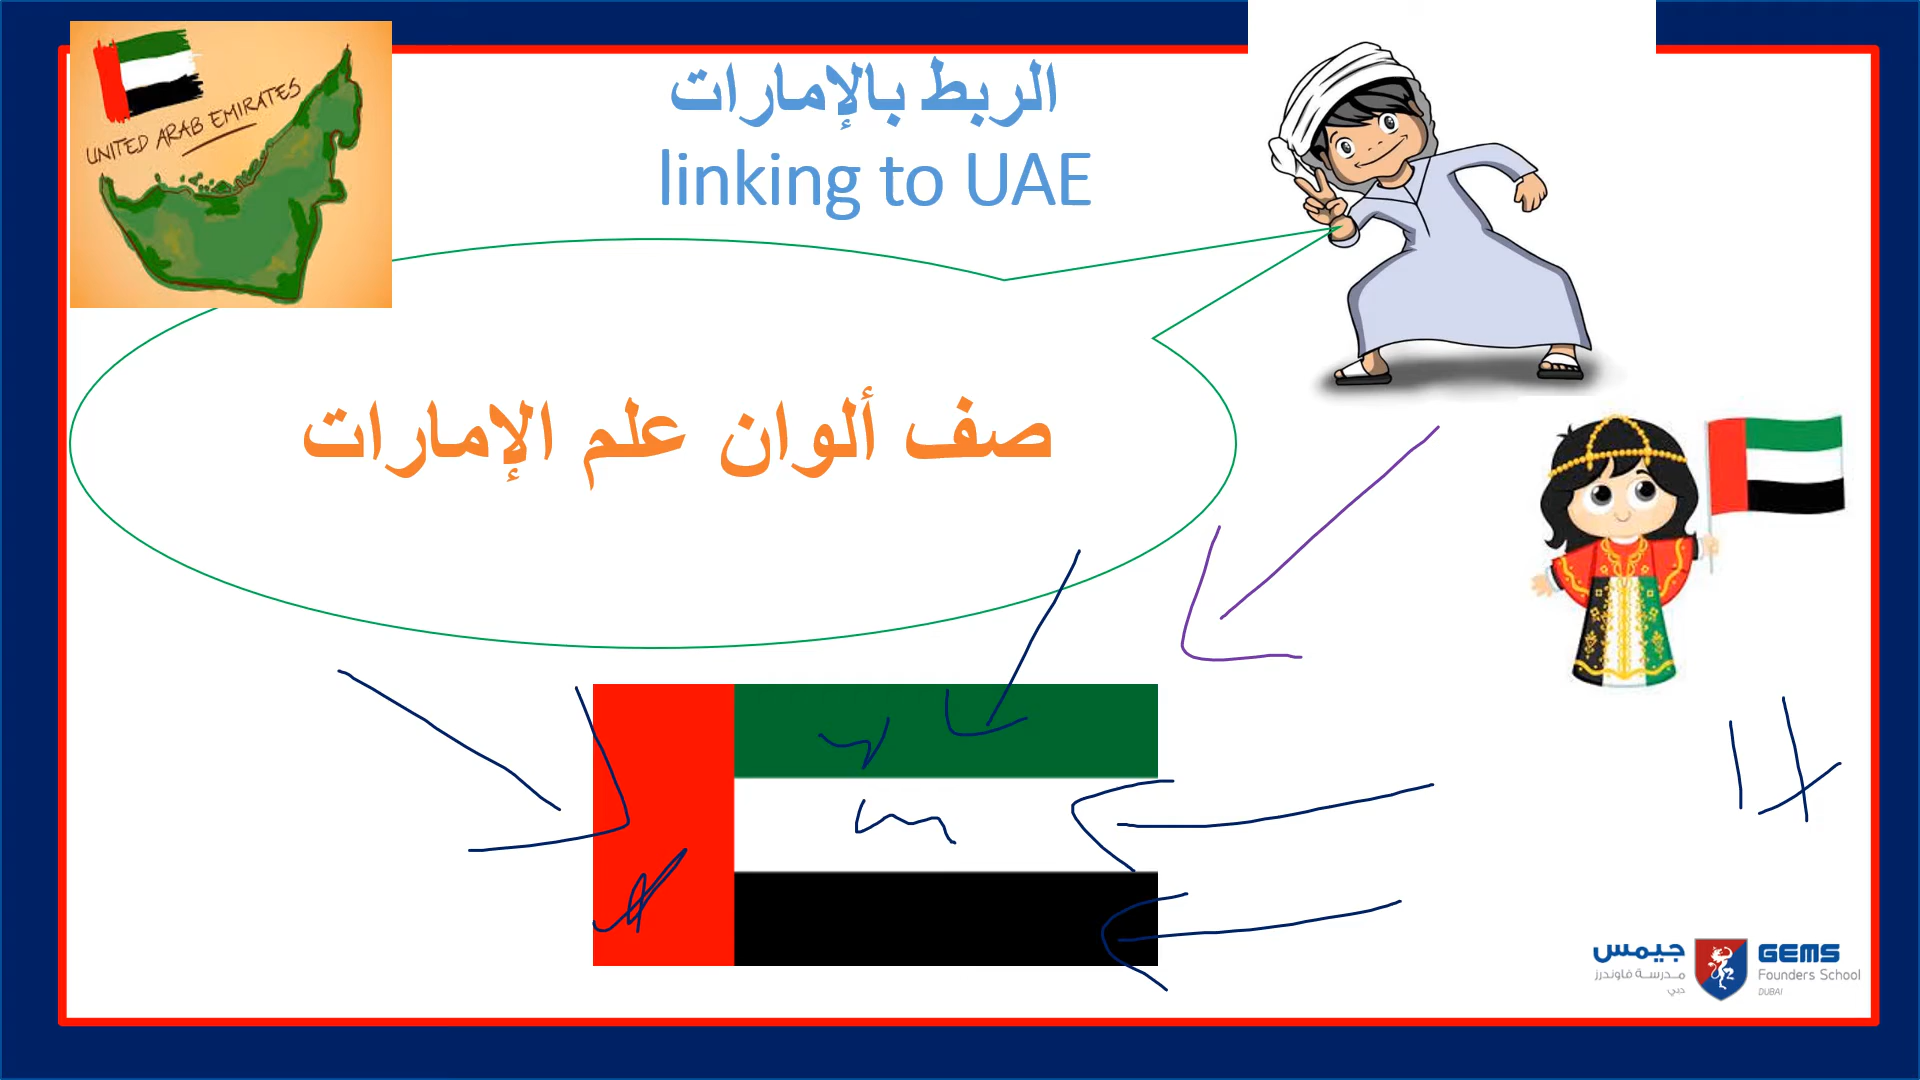 الربط بالإمارات
linking to UAE
UNITED ARAB EMIRATES
صف ألوان علم الإمارات
جيمس
مدرسة فاوندرز
دبي
GEMS
Founders School
DUBAI